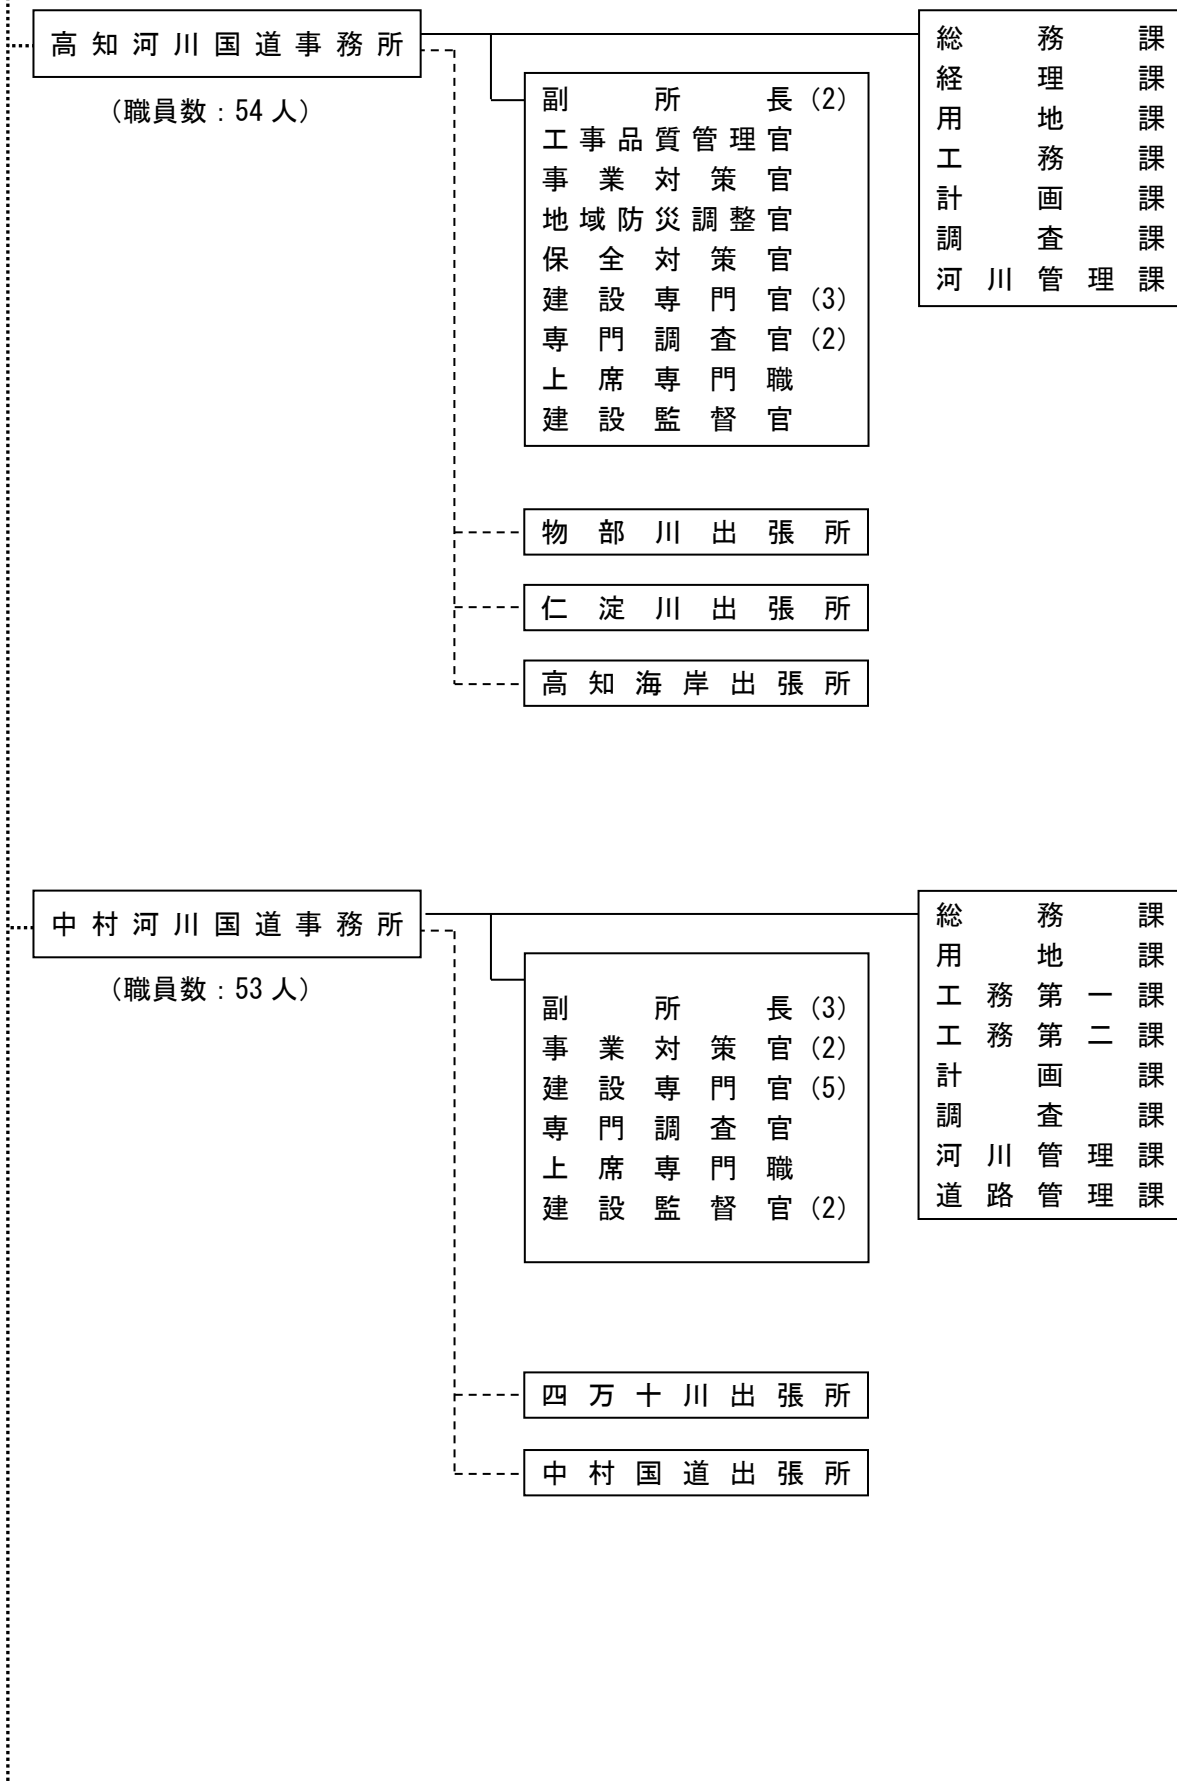 高知河川国道事務所
（職員数：54人）
副所長（2）
工事品質管理官
事業対策官
地域防災調整官
保全対策官
建設専門官（3）
専門調査官（2）
上席専門職
建設監督官
総務課
経理課
用地課
工務課
計画課
調査課
河川管理課
物部川出張所
仁淀川出張所
高知海岸出張所
中村河川国道事務所
（職員数：53人）
副所長（3）
事業対策官（2）
建設専門官（5）
専門調査官
上席専門職
建設監督官（2）
総務課
用地課
工務第一課
工務第二課
計画課
調査課
河川管理課
道路管理課
四万十川出張所
中村国道出張所